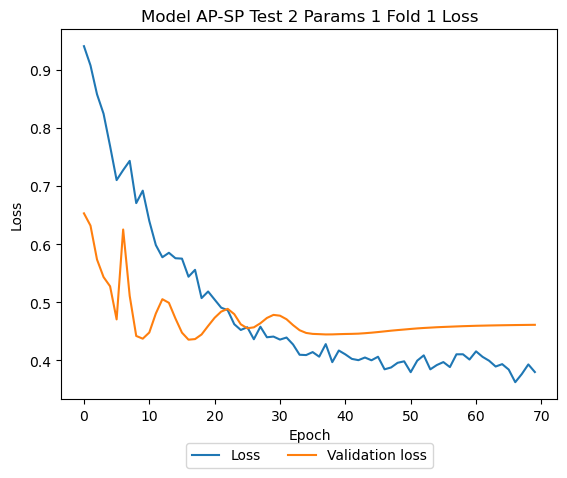 Model AP-SP Test 2 Params 1 Fold 1 Loss
0.9
0.8
0.7
0.6
0.5
0.4
Loss
0 10 20 30 40 50 60 70
Epoch
Loss Validation loss